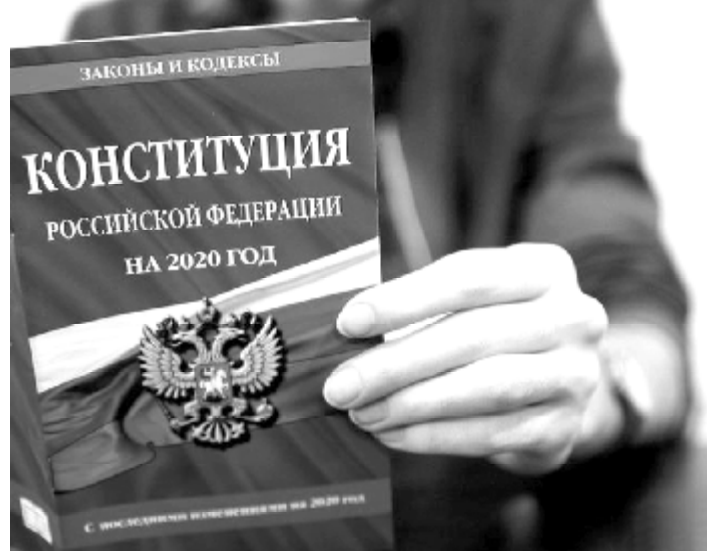 ЗАКОНЫ И КОДЕКСЫ
КОНСТИТУЦИЯ
РОССИЙСКОЙ ФЕДЕРАЦИИ
НА 2020 ГОД
С ПОСЛЕДНИМИ ИЗМЕНЕНИЯМИ НА 2020 ГОД